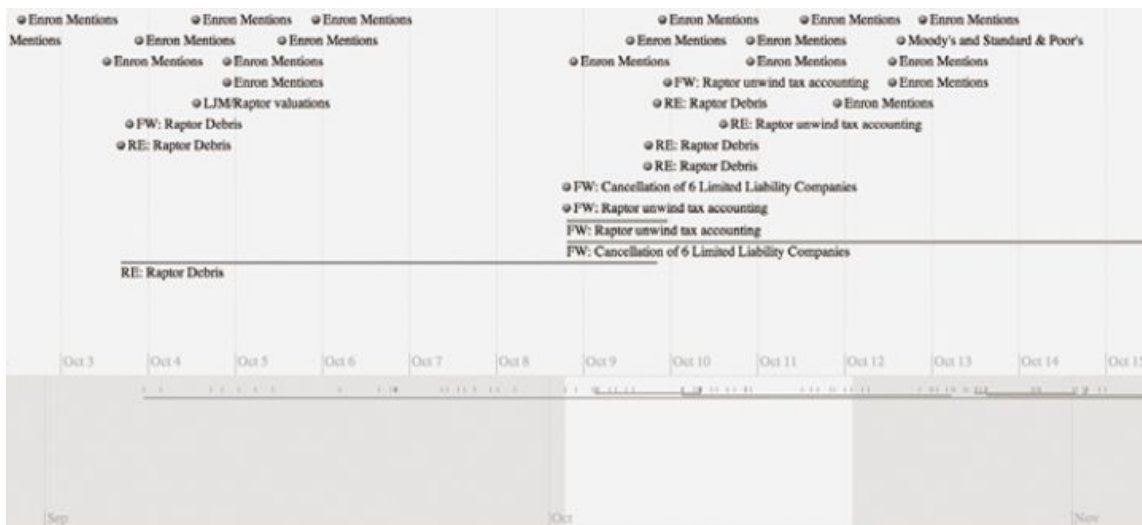 Enron Mentions Enron Mentions Enron Mentions Enron Mentions Enron Mentions Enron Mentions
Mentions Enron Mentions Enron Mentions Enron Mentions Enron Mentions Moody's and Standard & Poor's
Enron Mentions Enron Mentions Enron Mentions Enron Mentions Enron Mentions
Enron Mentions FW: Raptor unwind tax accounting Enron Mentions
LJM/Raptor valuations RE: Raptor Debris Enron Mentions
FW: Raptor Debris RE: Raptor unwind tax accounting
RE: Raptor Debris RE: Raptor Debris
RE: Raptor Debris
FW: Cancellation of 6 Limited Liability Companies
FW: Raptor unwind tax accounting
FW: Raptor unwind tax accounting
FW: Cancellation of 6 Limited Liability Companies
RE: Raptor Debris
Oct 3 Oct 4 Oct 5 Oct 6 Oct 7 Oct 8 Oct 9 Oct 10 Oct 11 Oct 12 Oct 13 Oct 14 Oct 15
Sep Oct Nov